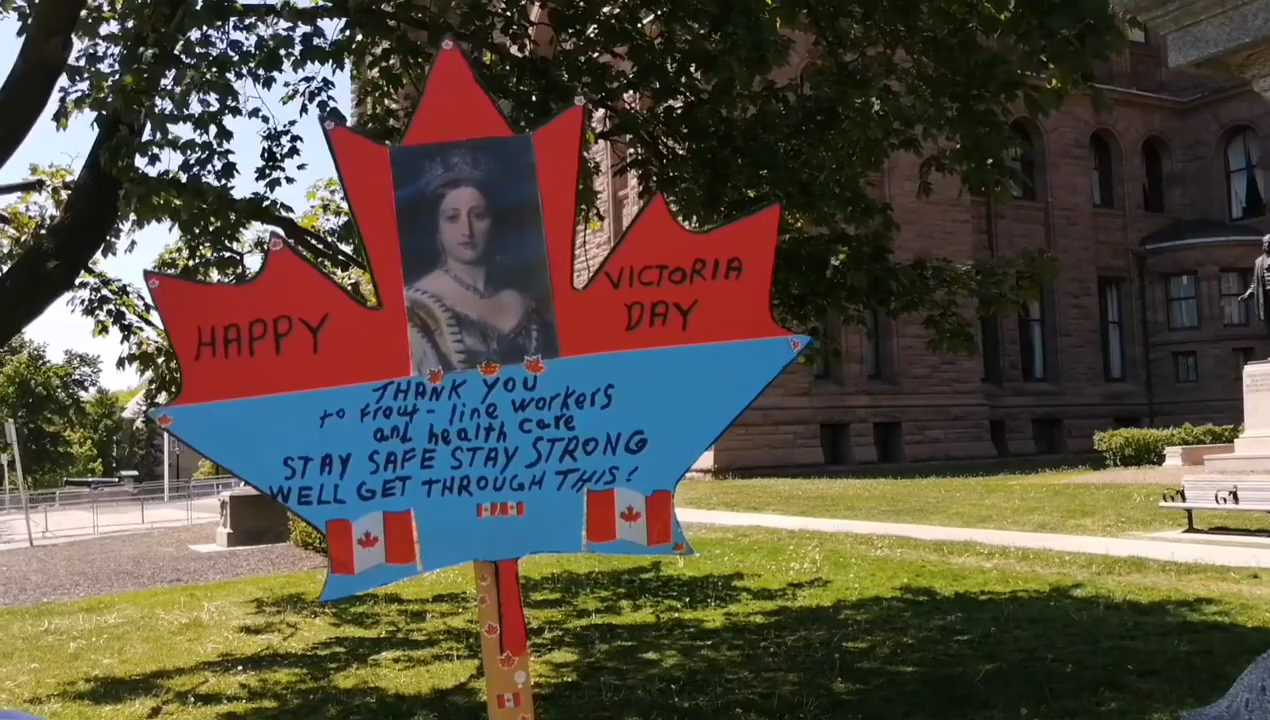 HAPPY
VICTORIA
DAY
THANK YOU
to front-line workers
and health care
STAY SAFE STAY STRONG
WELL GET THROUGH THIS!